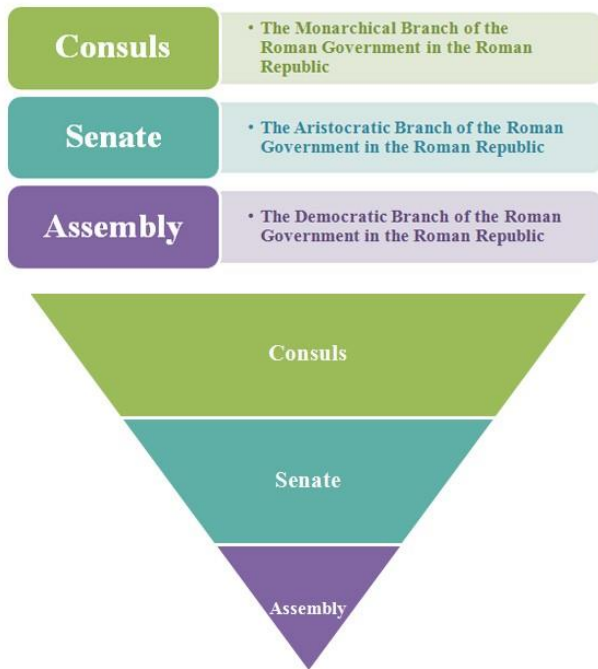 Consuls
• The Monarchical Branch of the
Roman Government in the Roman
Republic
Senate
• The Aristocratic Branch of the Roman
Government in the Roman Republic
Assembly
• The Democratic Branch of the Roman
Government in the Roman Republic
Consuls
Senate
Assembly